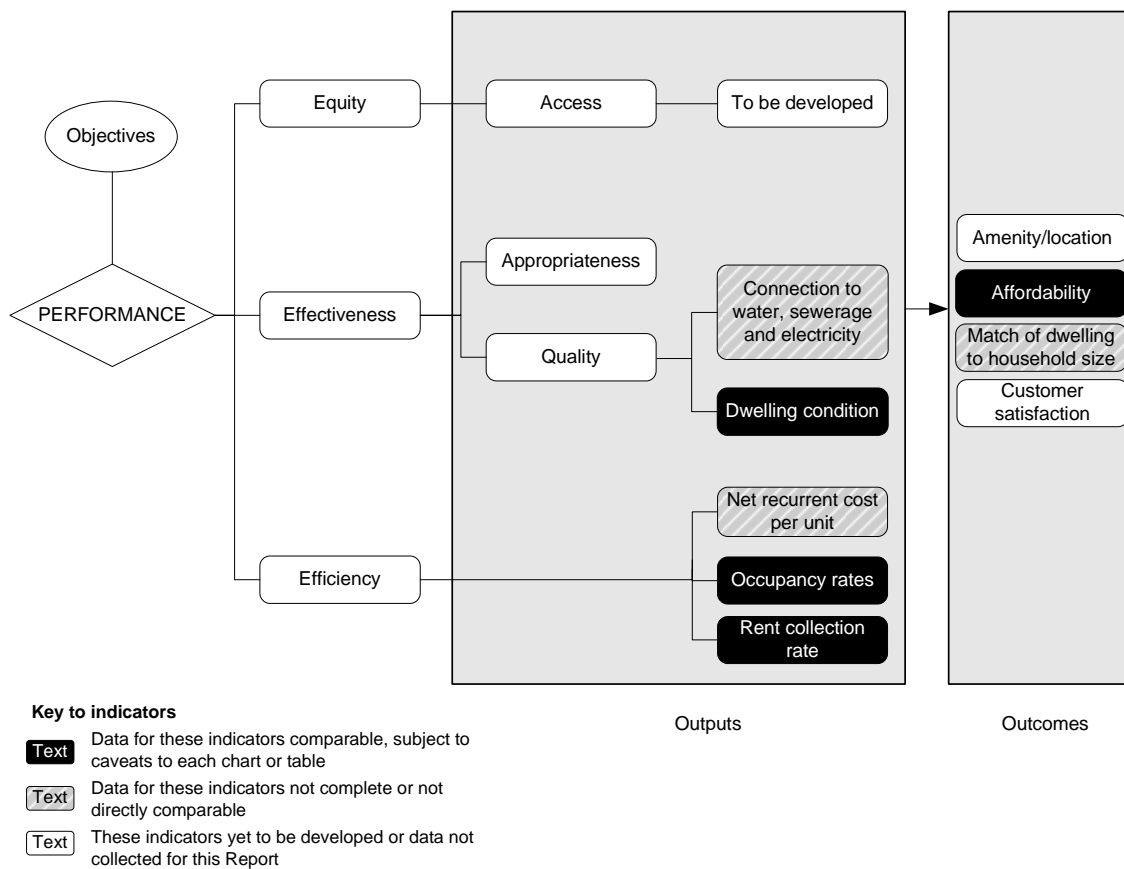 Objectives
PERFORMANCE
Equity
Access
To be developed
Effectiveness
Appropriateness
Quality
Connection to
water, sewerage
and electricity
Dwelling condition
Efficiency
Net recurrent cost
per unit
Occupancy rates
Rent collection
rate
Amenity/location
Affordability
Match of dwelling
to household size
Customer
satisfaction
Outputs
Outcomes
Key to indicators
Text
Data for these indicators comparable, subject to
caveats to each chart or table
Text
Data for these indicators not complete or not
directly comparable
Text
These indicators yet to be developed or data not
collected for this Report